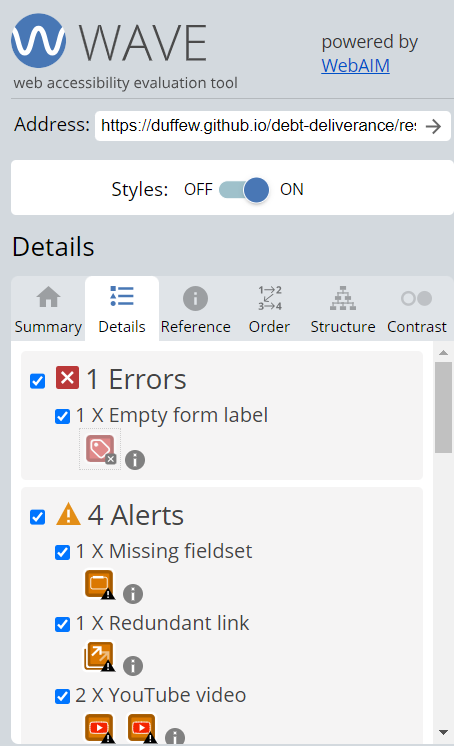 WAVE
powered by
WebAIM
web accessibility evaluation tool
Address: https://duffew.github.io/debt-deliverance/res
Styles: OFF ON
Details
Summary Details Reference Order Structure Contrast
1 Errors
1 X Empty form label
4 Alerts
1 X Missing fieldset
1 X Redundant link
2 X YouTube video